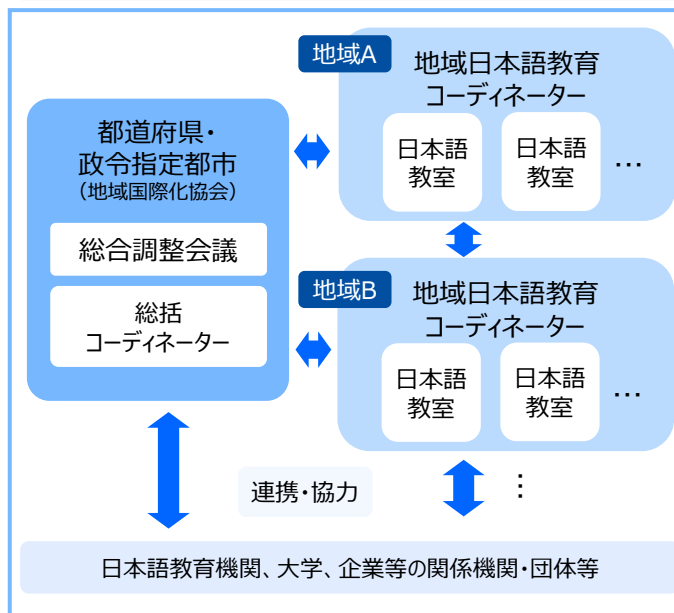 都道府県・
政令指定都市
（地域国際化協会）
総合調整会議
総括
コーディネーター
地域A
地域日本語教育
コーディネーター
日本語
教室
日本語
教室
…
地域B
地域日本語教育
コーディネーター
日本語
教室
日本語
教室
…
連携・協力
⋮
日本語教育機関、大学、企業等の関係機関・団体等